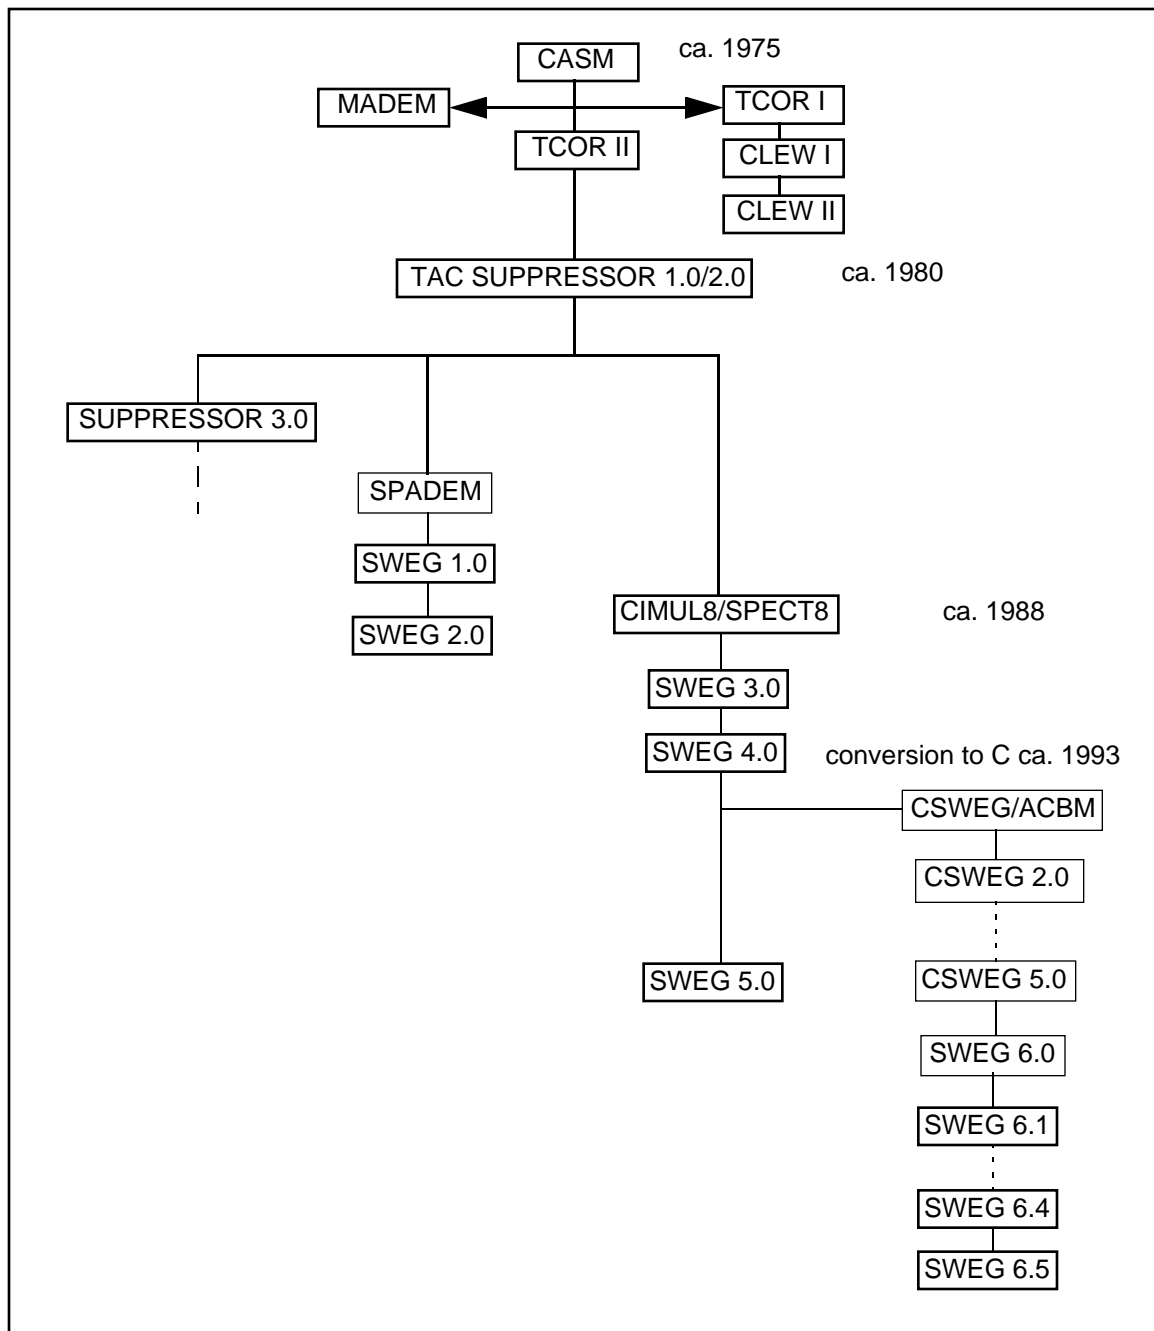 CASM
ca. 1975
MADEM
TCOR I
TCOR II
CLEW I
CLEW II
TAC SUPPRESSOR 1.0/2.0
ca. 1980
SUPPRESSOR 3.0
SPADEM
SWEG 1.0
SWEG 2.0
CIMUL8/SPECT8
ca. 1988
SWEG 3.0
SWEG 4.0
conversion to C ca. 1993
CSWEG/ACBM
CSWEG 2.0
SWEG 5.0
CSWEG 5.0
SWEG 6.0
SWEG 6.1
SWEG 6.4
SWEG 6.5